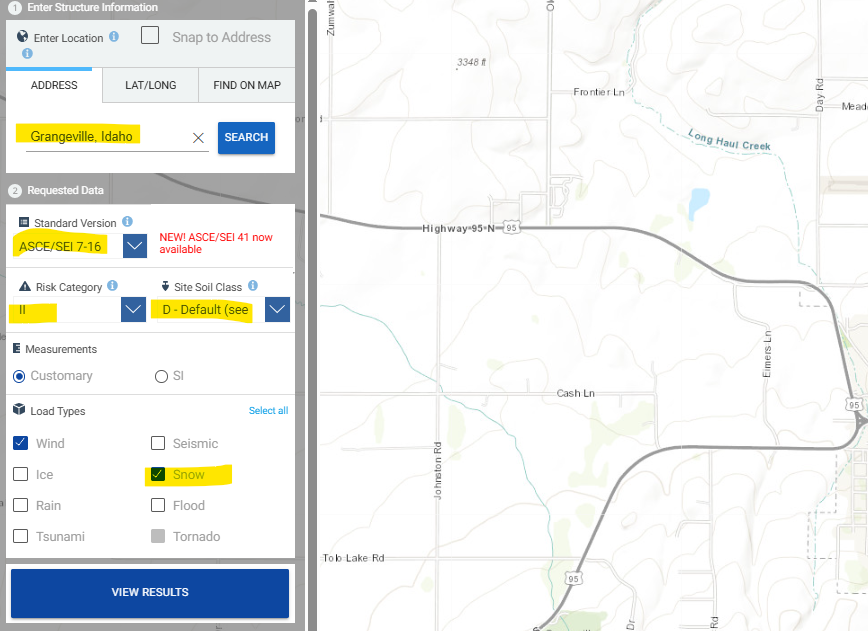 1 Enter Structure Information
Enter Location
Snap to Address
ADDRESS
LAT/LONG
FIND ON MAP
Grangeville, Idaho
SEARCH
2 Requested Data
Standard Version
ASCE/SEI 7-16
NEW! ASCE/SEI 41 now
available
Risk Category
Site Soil Class
II
D - Default (see
Measurements
Customary
SI
Load Types
Select all
Wind
Seismic
Ice
Snow
Rain
Flood
Tsunami
Tornado
VIEW RESULTS
Zumwal
3348 ft
Frontier Ln
Day Rd
Mead
Long Haul Creek
Highway 95 N
95
Eimers Ln
Cash Ln
95
Johnston Rd
Tolo Lake Rd
95
Dr
Rd